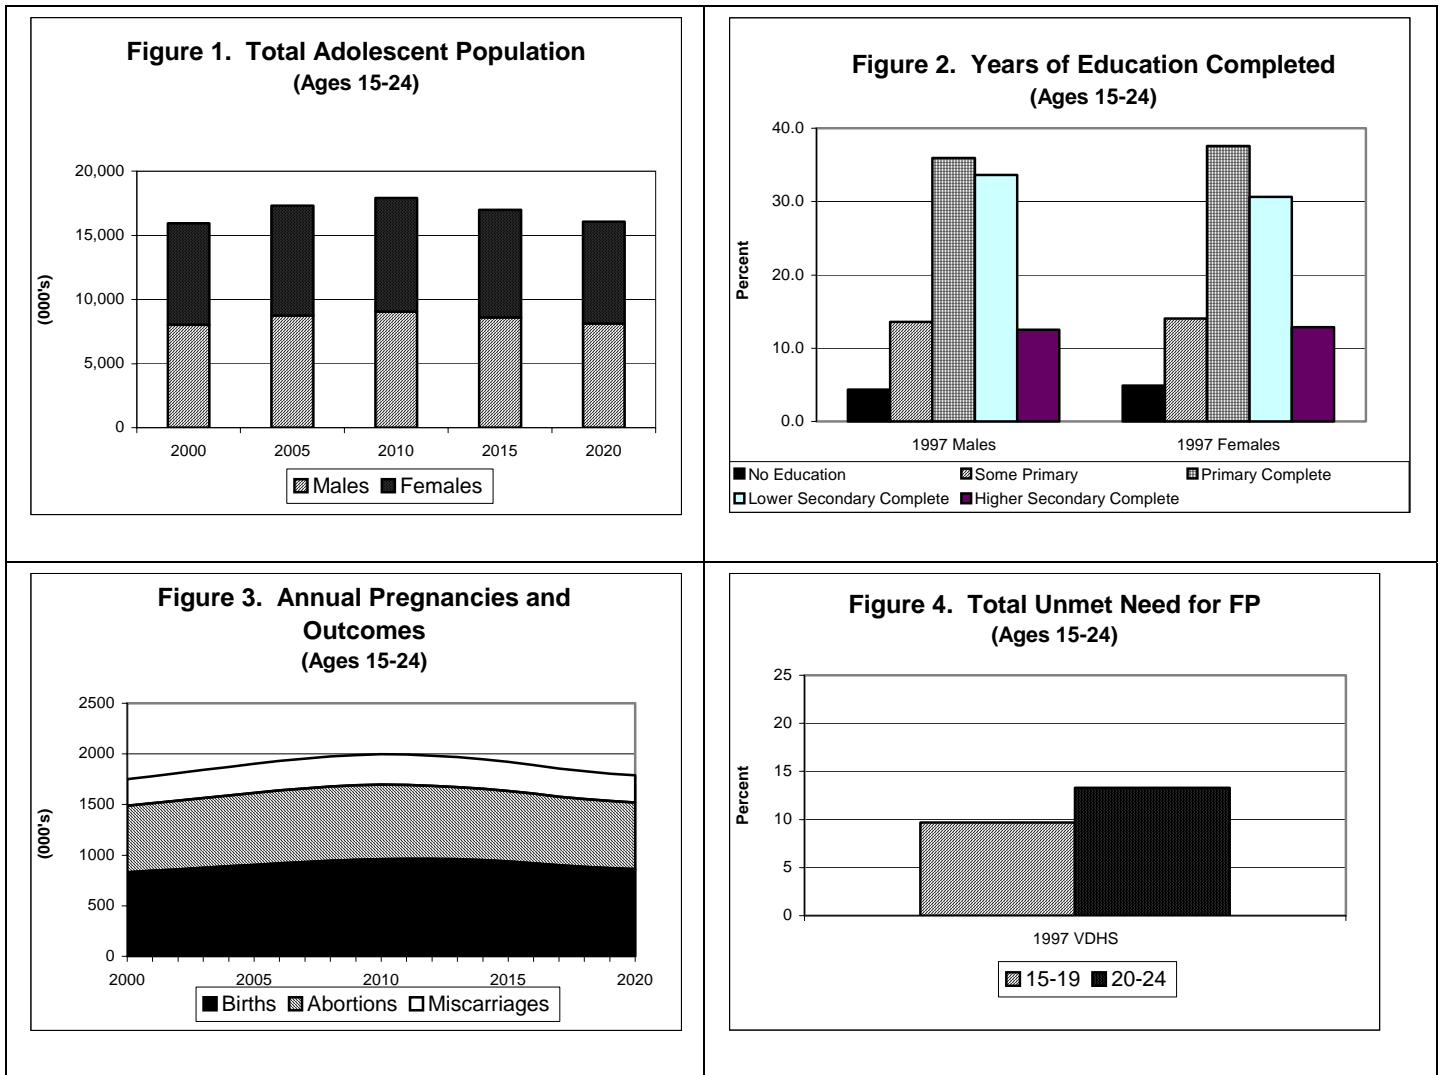 Figure 1.  Total Adolescent Population
(Ages 15-24)
20,000
15,000
10,000
5,000
0
(000's)
2000 2005 2010 2015 2020
Males Females
Figure 2.  Years of Education Completed
(Ages 15-24)
40.0
30.0
20.0
10.0
0.0
Percent
1997 Males 1997 Females
No Education Some Primary Primary Complete
Lower Secondary Complete Higher Secondary Complete
Figure 3.  Annual Pregnancies and
Outcomes
(Ages 15-24)
2500
2000
1500
1000
500
0
(000's)
2000 2005 2010 2015 2020
Births Abortions Miscarriages
Figure 4.  Total Unmet Need for FP
(Ages 15-24)
25
20
15
10
5
0
Percent
1997 VDHS
15-19 20-24